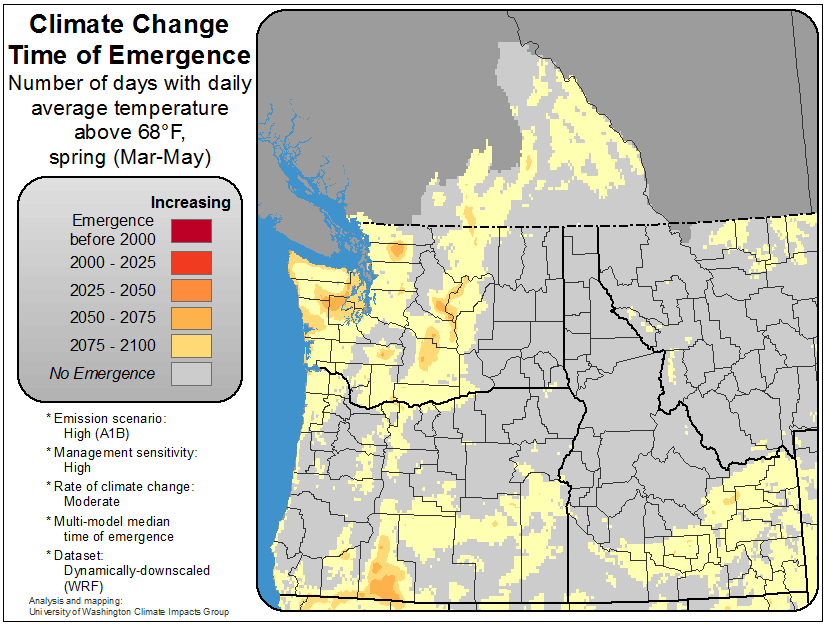 Climate Change
Time of Emergence
Number of days with daily
average temperature
above 68°F,
spring (Mar-May)
Increasing
Emergence
before 2000
2000 - 2025
2025 - 2050
2050 - 2075
2075 - 2100
No Emergence
* Emission scenario:
High (A1B)
* Management sensitivity:
High
* Rate of climate change:
Moderate
* Multi-model median
time of emergence
* Dataset:
Dynamically-downscaled
(WRF)
Analysis and mapping:
University of Washington Climate Impacts Group